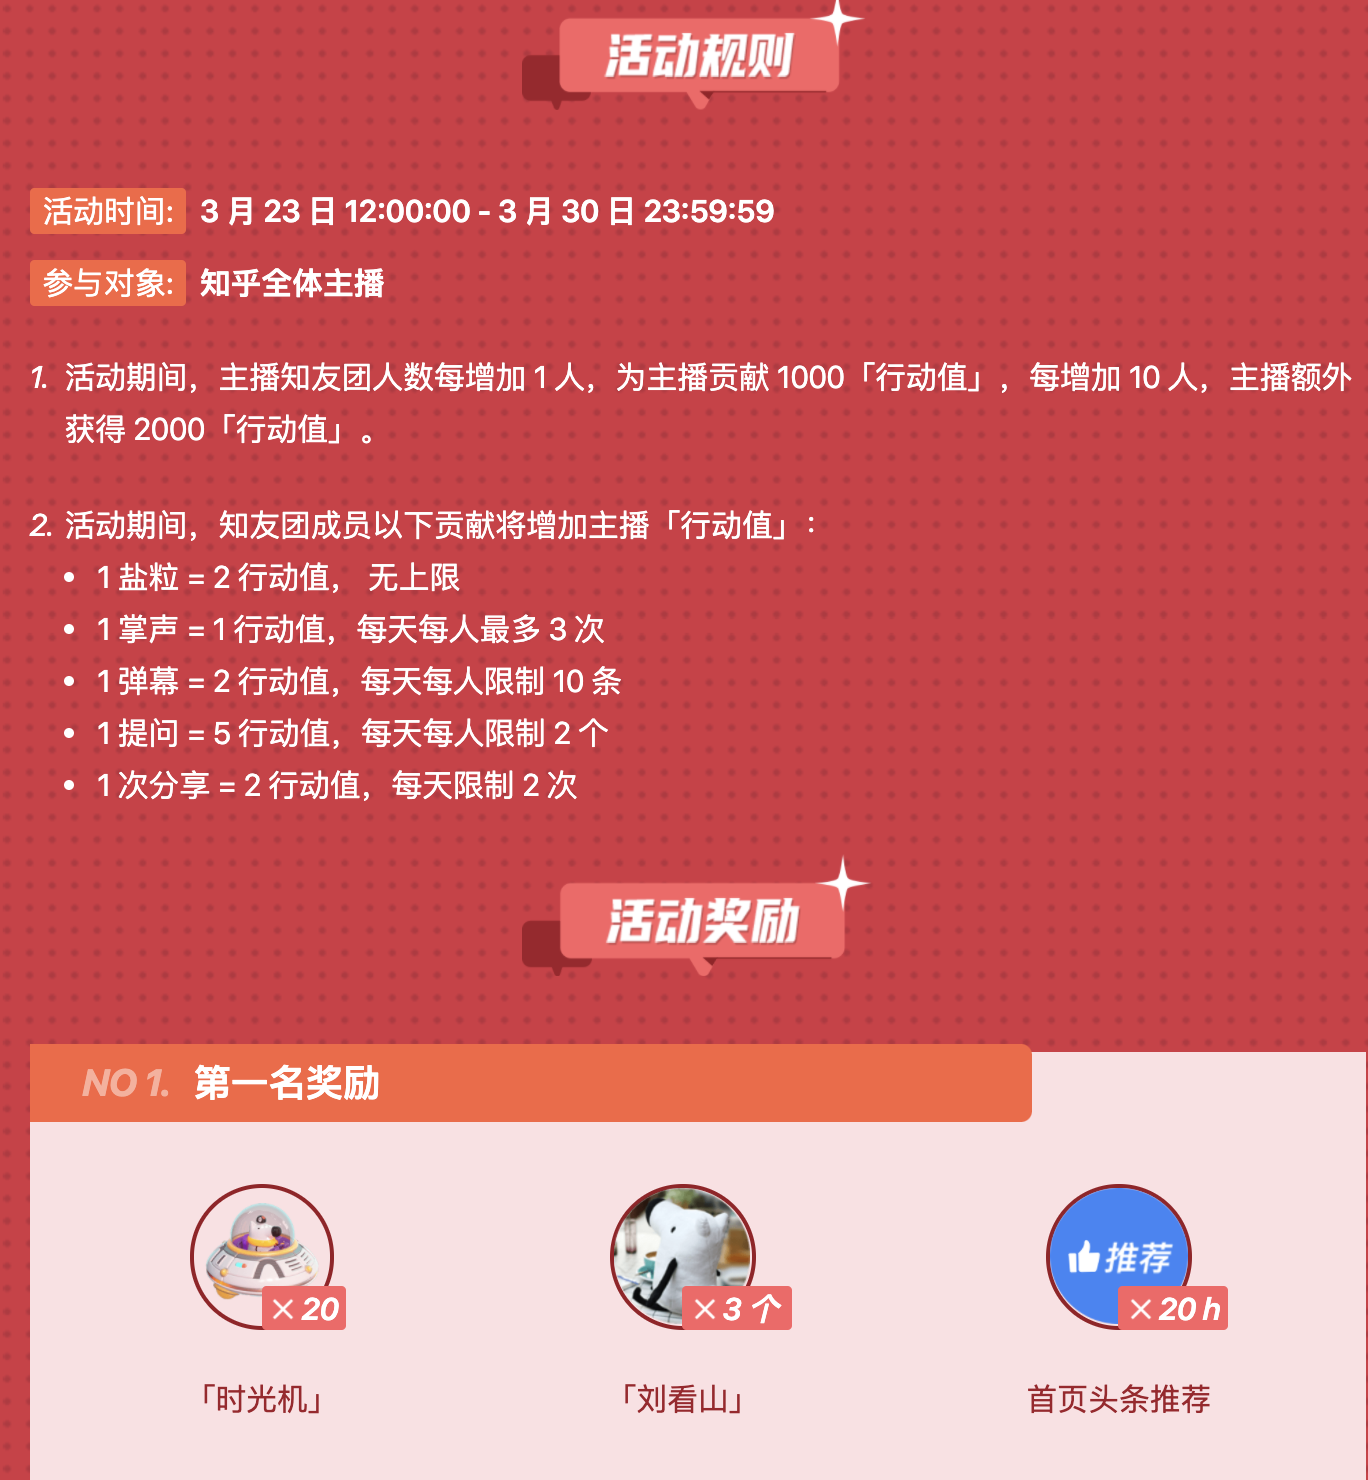 活动规则
活动时间: 3 月 23 日 12:00:00 - 3 月 30 日 23:59:59
参与对象: 知乎全体主播
1. 活动期间，主播知友团人数每增加 1 人，为主播贡献 1000「行动值」，每增加 10 人，主播额外
获得 2000「行动值」。
2. 活动期间，知友团成员以下贡献将增加主播「行动值」：
• 1 盐粒 = 2 行动值， 无上限
• 1 掌声 = 1 行动值，每天每人最多 3 次
• 1 弹幕 = 2 行动值，每天每人限制 10 条
• 1 提问 = 5 行动值，每天每人限制 2 个
• 1 次分享 = 2 行动值，每天限制 2 次
活动奖励
NO 1. 第一名奖励
推荐
×20 ×3 个 ×20 h
「时光机」 「刘看山」 首页头条推荐